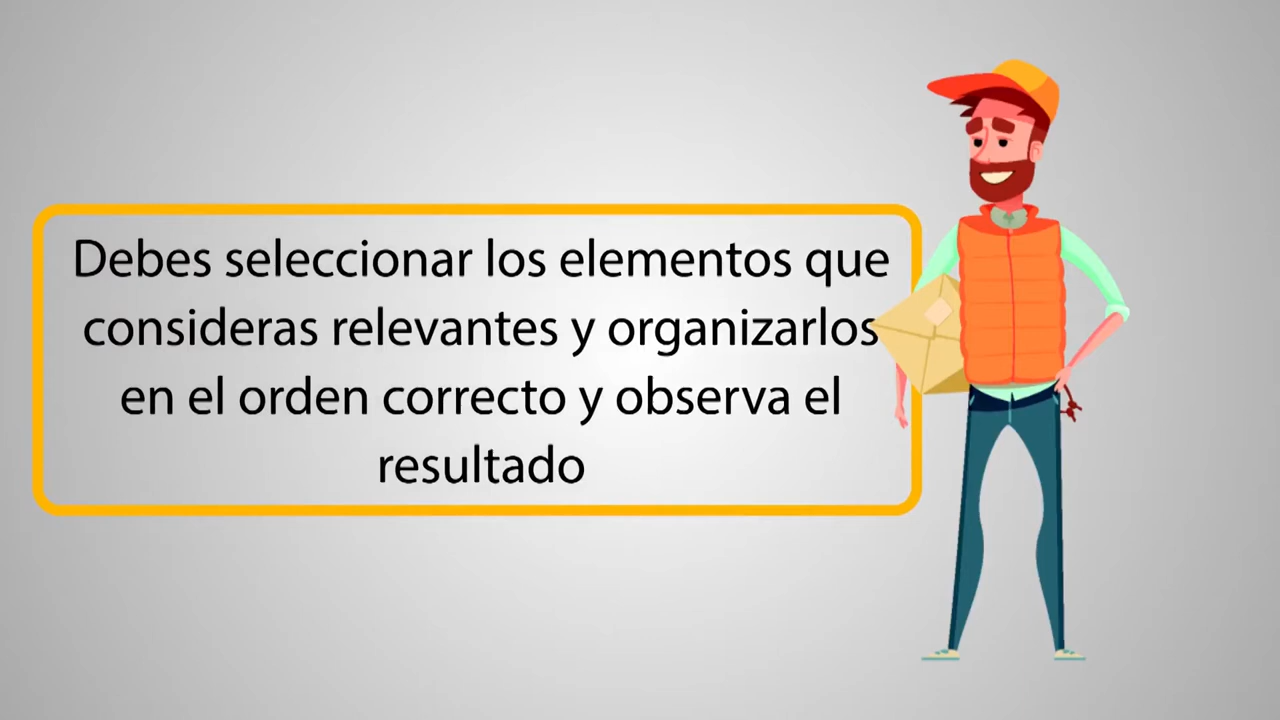 Debes seleccionar los elementos que
consideras relevantes y organizarlos
en el orden correcto y observa el
resultado